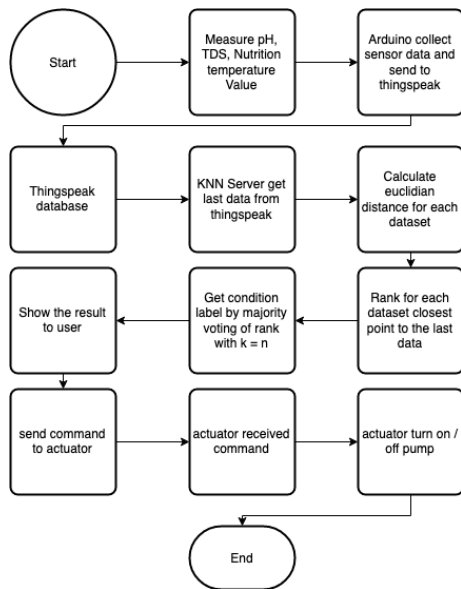 Start
Measure pH,
TDS, Nutrition
temperature
Value
Arduino collect
sensor data and
send to
thingspeak
Thingspeak
database
KNN Server get
last data from
thingspeak
Calculate
euclidian
distance for each
dataset
Show the result
to user
Get condition
label by majority
voting of rank
with k = n
Rank for each
dataset closest
point to the last
data
send command
to actuator
actuator received
command
actuator turn on /
off pump
End